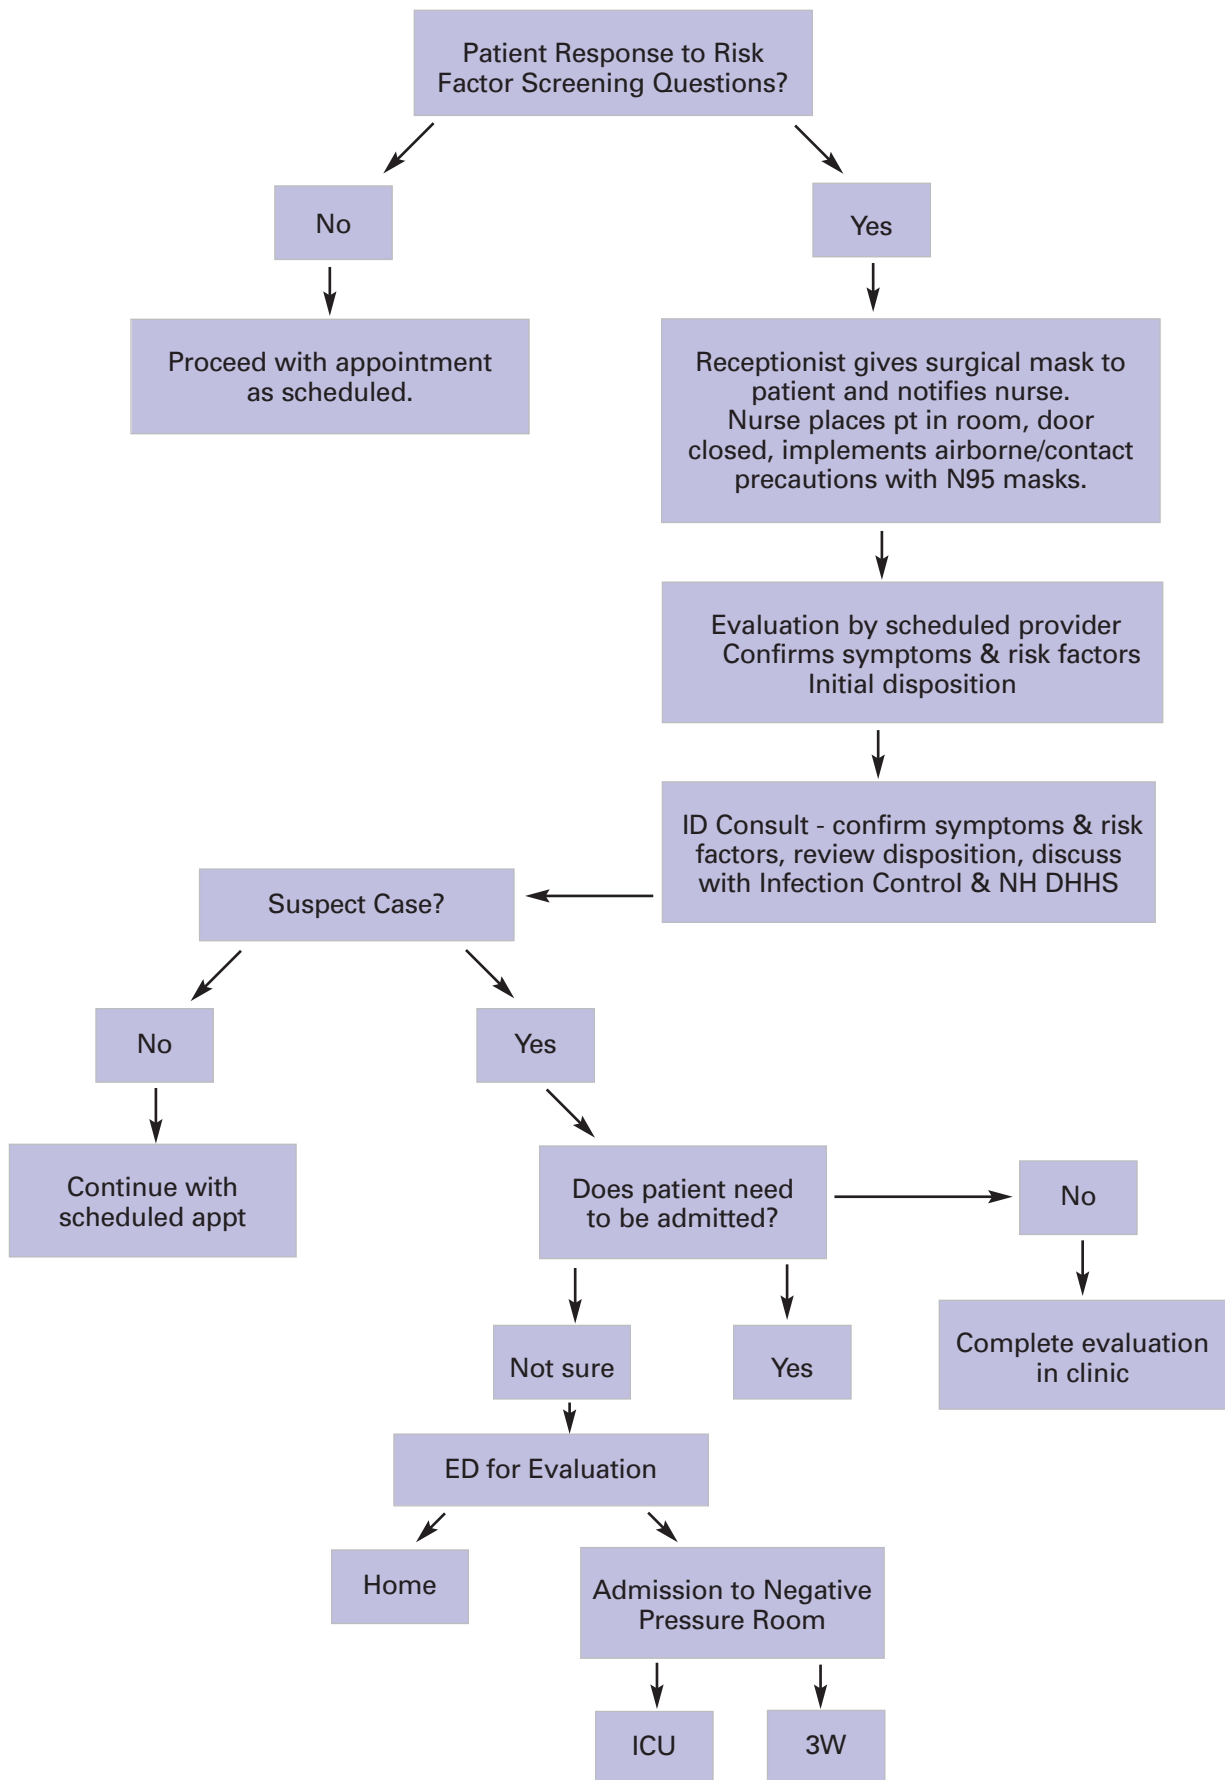 Patient Response to Risk
Factor Screening Questions?
No
Yes
Proceed with appointment
as scheduled.
Receptionist gives surgical mask to
patient and notifies nurse.
Nurse places pt in room, door
closed, implements airborne/contact
precautions with N95 masks.
Evaluation by scheduled provider
Confirms symptoms & risk factors
Initial disposition
ID Consult - confirm symptoms & risk
factors, review disposition, discuss
with Infection Control & NH DHHS
Suspect Case?
No
Yes
Continue with
scheduled appt
Does patient need
to be admitted?
No
Not sure
Yes
Complete evaluation
in clinic
ED for Evaluation
Home
Admission to Negative
Pressure Room
ICU
3W